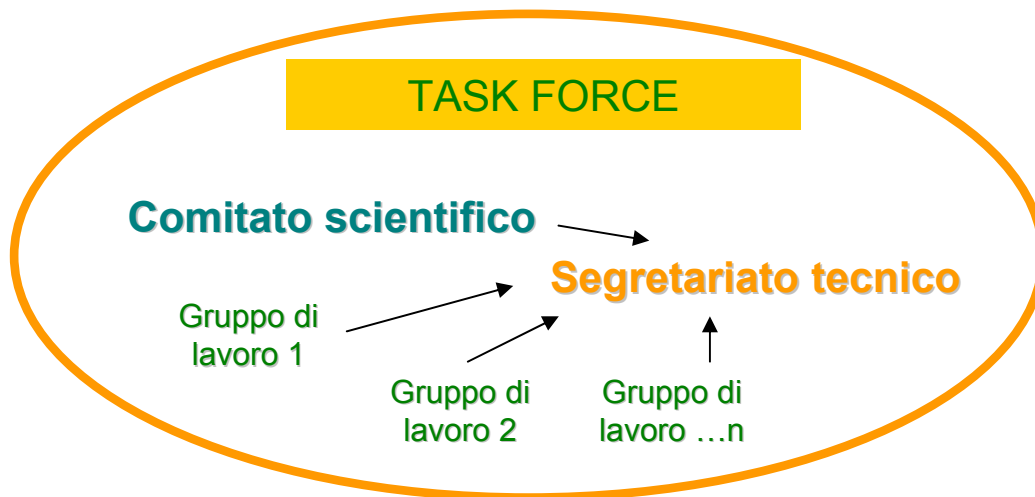 TASK FORCE
Comitato scientifico
Segretariato tecnico
Gruppo di
lavoro 1
Gruppo di
lavoro 2
Gruppo di
lavoro …n